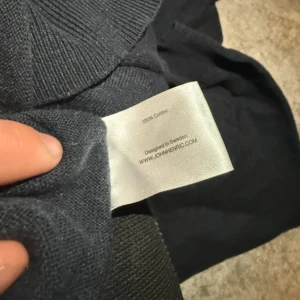 100% Cotton
Designed in Sweden
WWW.JOHNHENRIC.COM